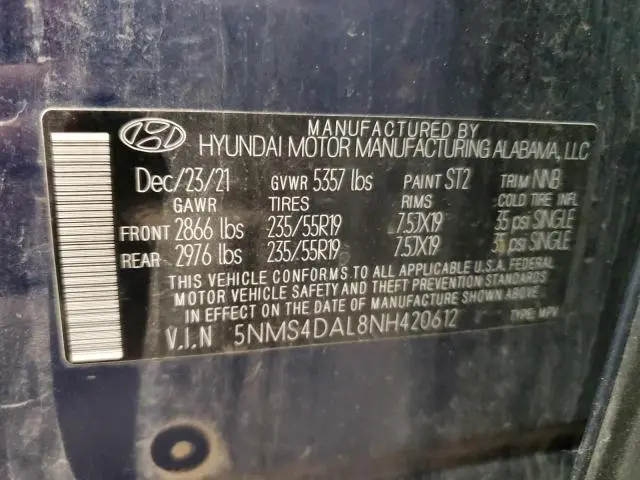 MANUFACTURED BY
HYUNDAI MOTOR MANUFACTURING ALABAMA, LLC
Dec/23/21 GVWR 5357 lbs PAINT ST2 TRIM NNB
GAWR TIRES RIMS COLD TIRE INFL
FRONT 2866 lbs 235/55R19 7.5JX19 35 psi SINGLE
REAR 2976 lbs 235/55R19 7.5JX19 35 psi SINGLE
THIS VEHICLE CONFORMS TO ALL APPLICABLE U.S.A. FEDERAL
MOTOR VEHICLE SAFETY AND THEFT PREVENTION STANDARDS
IN EFFECT ON THE DATE OF MANUFACTURE SHOWN ABOVE.
V.I.N 5NMS4DAL8NH420612 TYPE: MPV